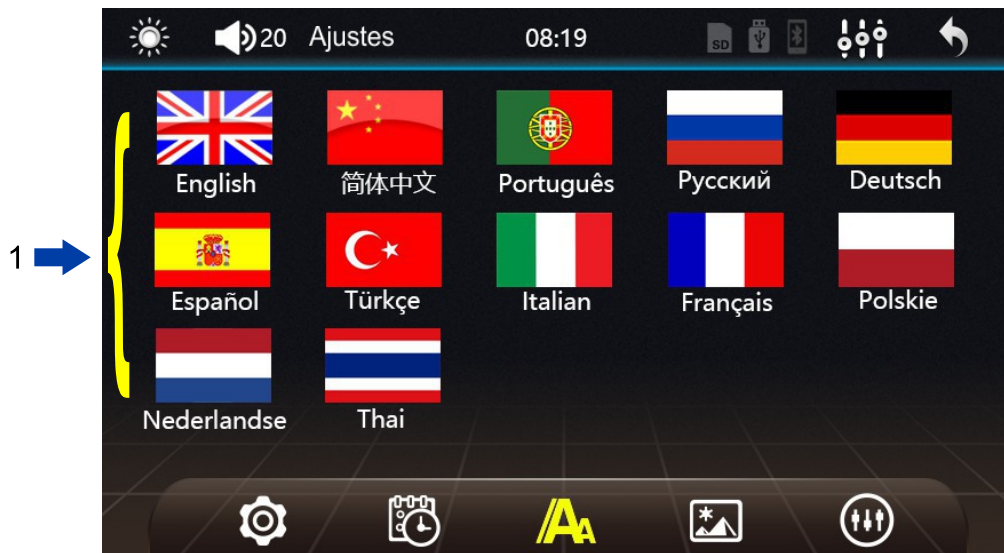 20 Ajustes 08:19 SD
English 简体中文 Português Русский Deutsch
1
Español Türkçe Italian Français Polskie
Nederlandse Thai
AA